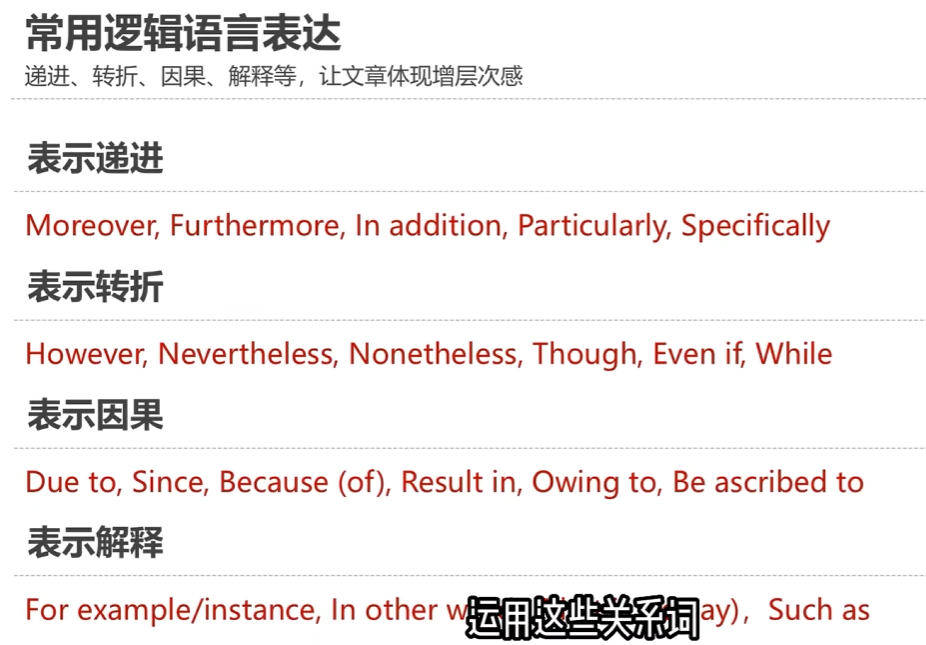 常用逻辑语言表达
递进、转折、因果、解释等，让文章体现增层次感
表示递进
Moreover, Furthermore, In addition, Particularly, Specifically
表示转折
However, Nevertheless, Nonetheless, Though, Even if, While
表示因果
Due to, Since, Because (of), Result in, Owing to, Be ascribed to
表示解释
For example/instance, In other ay)，Such as
运用这些关系词